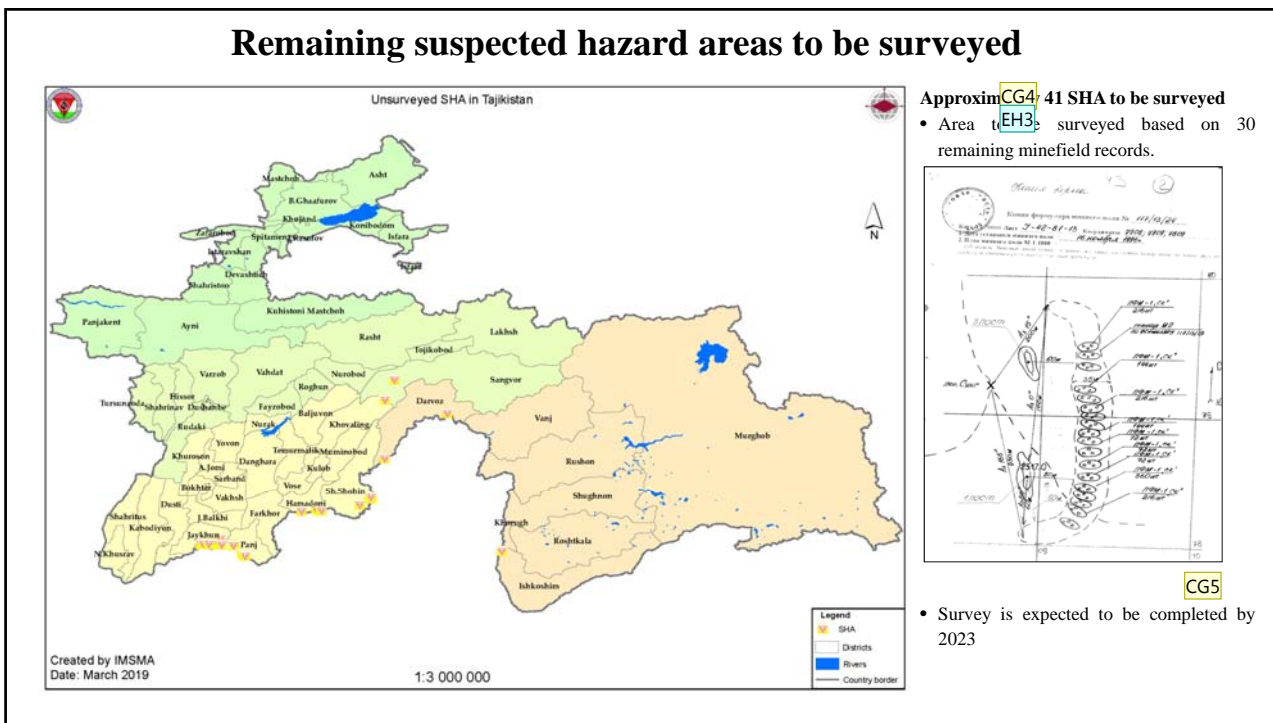 Remaining suspected hazard areas to be surveyed
Unsurveyed SHA in Tajikistan
N
Mastchoh
Asht
B.Ghaafurov
Khujand
Konibodom
Isfara
Zafarobod
Spitamen
Istaravshan
Devashtich
Shahriston
Kuhistoni Mastchoh
Panjakent
Ayni
Rasht
Lakhsh
Tojikobod
Varzob
Vahdat
Nurobod
Sangvor
Roghun
Hissor
Tursunzoda
Shahrinav
Dushanbe
Fayzobod
Baljuvon
Darvoz
Rudaki
Nurak
Khovaling
Vanj
Murghob
Yovon
Temurmalik
Muminobod
Khuroson
Danghara
A.Jomi
Kulob
Rushon
Sarband
Bokhtar
Vose
Sh.Shohin
Vakhsh
Hamadoni
Shughnon
Dusti
Farkhor
Shahritus
J.Balkhi
Kabodiyon
Jaykhun
Panj
Khorugh
Roshtkala
N.Khusrav
Ishkoshim
Legend
SHA
Districts
Rivers
Country border
Created by IMSMA
Date: March 2019
1:3 000 000
CG4
41 SHA to be surveyed
EH3
• Area surveyed based on 30
remaining minefield records.
Копия формуляра минного поля №
CG5
• Survey is expected to be completed by
2023